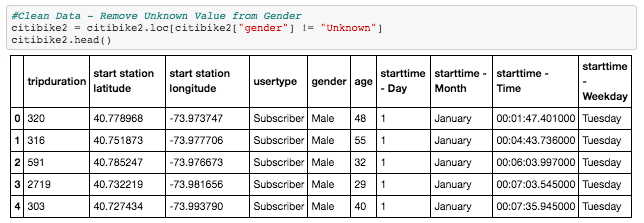 #Clean Data - Remove Unknown Value from Gender
citibike2 = citibike2.loc[citibike2["gender"] != "Unknown"]
citibike2.head()
tripduration start station latitude start station longitude usertype gender age starttime - Day starttime - Month starttime - Time starttime - Weekday
0 320 40.778968 -73.973747 Subscriber Male 48 1 January 00:01:47.401000 Tuesday
1 316 40.751873 -73.977706 Subscriber Male 55 1 January 00:04:43.736000 Tuesday
2 591 40.785247 -73.976673 Subscriber Male 32 1 January 00:06:03.997000 Tuesday
3 2719 40.732219 -73.981656 Subscriber Male 29 1 January 00:07:03.545000 Tuesday
4 303 40.727434 -73.993790 Subscriber Male 40 1 January 00:07:35.945000 Tuesday